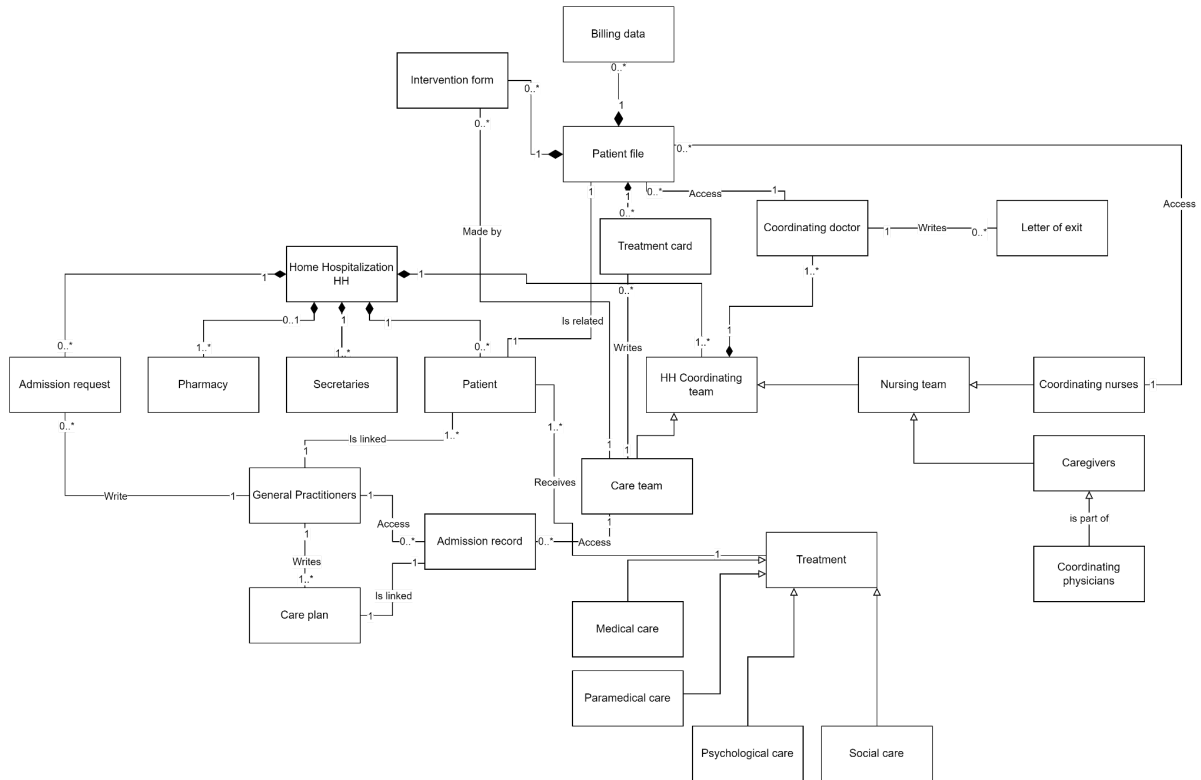 Billing data
0..*
1
Intervention form
0..*
0..*
1
Patient file
0..*
1
1
0..*
Access
1
0..*
Treatment card
0..*
Coordinating doctor
1
Writes
0..*
Letter of exit
1..*
Access
Made by
Home Hospitalization
HH
1
1
0..1
1
1
0..*
1..*
1..*
0..*
Is related
1
Writes
1..*
1
Admission request
Pharmacy
Secretaries
Patient
HH Coordinating
team
Nursing team
Coordinating nurses
1
0..*
1..*
1..*
Is linked
1
Write
1
General Practitioners
1
Access
0..*
Admission record
0..*
Access
1
1
1
Care team
Receives
Caregivers
is part of
Coordinating
physicians
1
Writes
1..*
Care plan
1
Is linked
1
1
Treatment
Medical care
Paramedical care
Psychological care
Social care